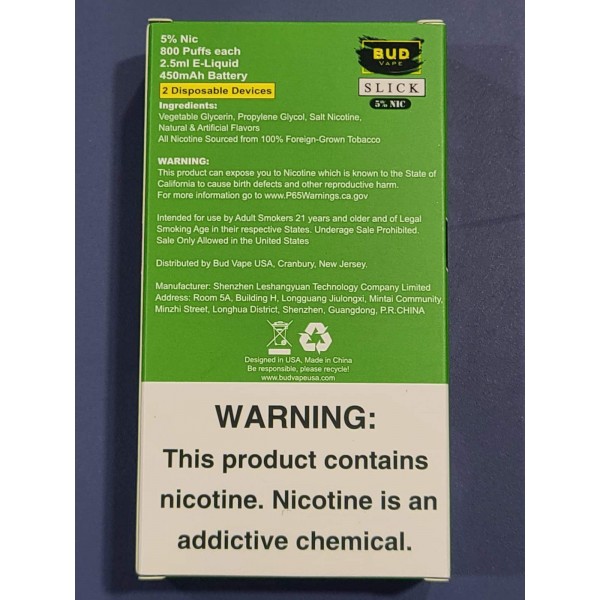 5% Nic
800 Puffs each
2.5ml E-Liquid
450mAh Battery
2 Disposable Devices
BUD
VAPE
SLICK
5% NIC
Ingredients:
Vegetable Glycerin, Propylene Glycol, Salt Nicotine,
Natural & Artificial Flavors
All Nicotine Sourced from 100% Foreign-Grown Tobacco
WARNING:
This product can expose you to Nicotine which is known to the State of
California to cause birth defects and other reproductive harm.
For more information go to www.P65Warnings.ca.gov
Intended for use by Adult Smokers 21 years and older and of Legal
Smoking Age in their respective States. Underage Sale Prohibited.
Sale Only Allowed in the United States
Distributed by Bud Vape USA, Cranbury, New Jersey.
Manufacturer: Shenzhen Leshangyuan Technology Company Limited
Address: Room 5A, Building H, Longguang Jiulongxi, Mintai Community,
Minzhi Street, Longhua District, Shenzhen, Guangdong, P.R.CHINA
Designed in USA, Made in China
Be responsible, please recycle!
www.budvapeusa.com
WARNING:
This product contains
nicotine. Nicotine is an
addictive chemical.